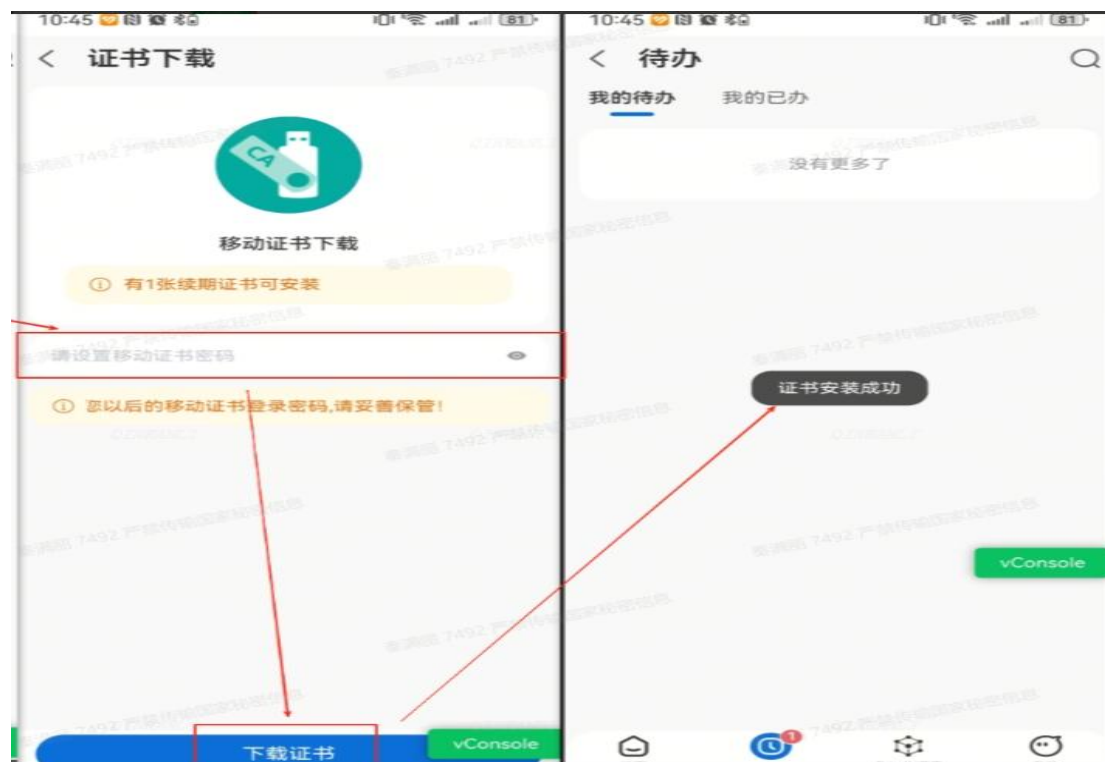 10:45
81
证书下载
CA
移动证书下载
有1张续期证书可安装
请设置移动证书密码
您以后的移动证书登录密码,请妥善保管!
下载证书
vConsole
10:45
81
待办
我的待办 我的已办
没有更多了
证书安装成功
vConsole
1